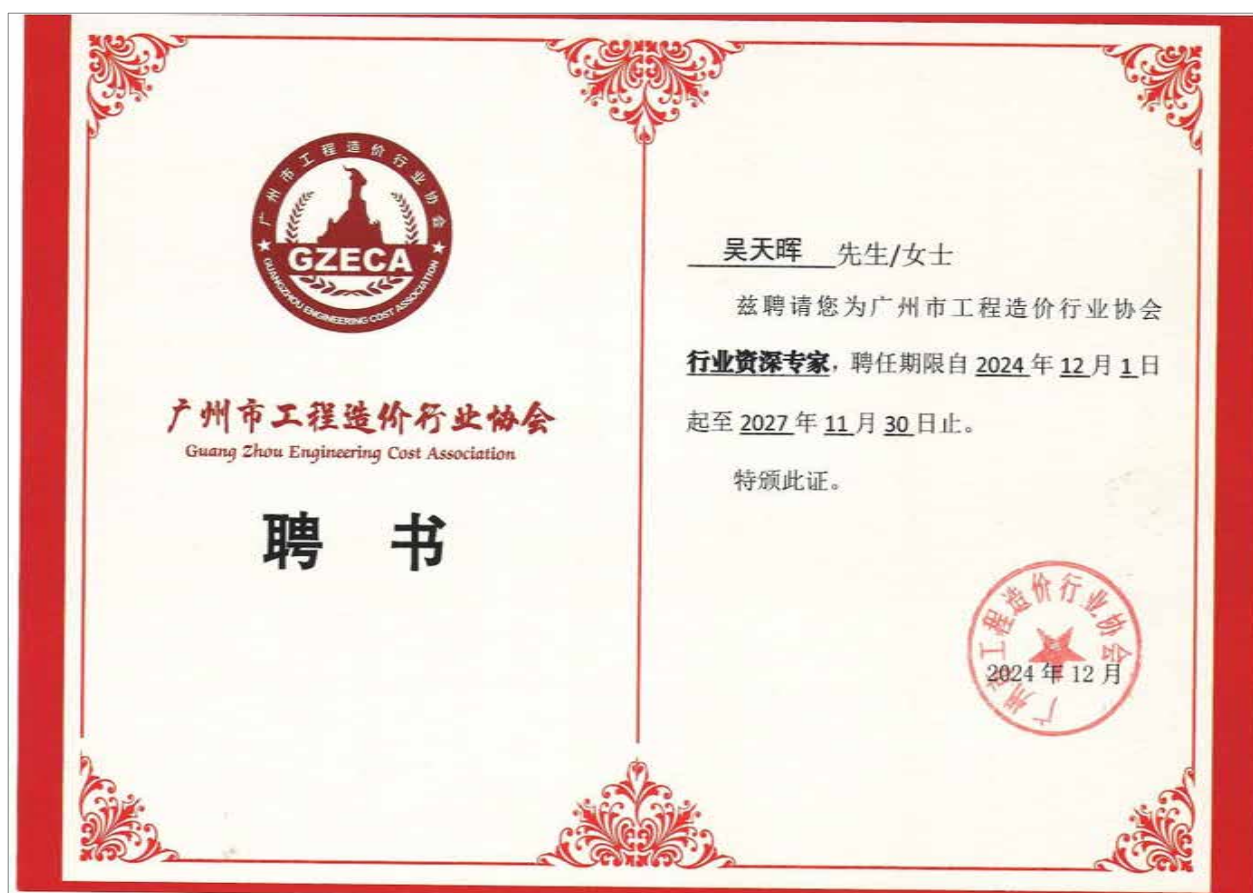 广州市工程造价行业协会
GZECA
GUANGZHOU ENGINEERING COST ASSOCIATION
广州市工程造价行业协会
Guang Zhou Engineering Cost Association
聘 书
吴天晖 先生/女士
兹聘请您为广州市工程造价行业协会
行业资深专家，聘任期限自 2024 年 12 月 1 日
起至 2027 年 11 月 30 日止。
特颁此证。
广州市工程造价行业协会
2024 年 12 月